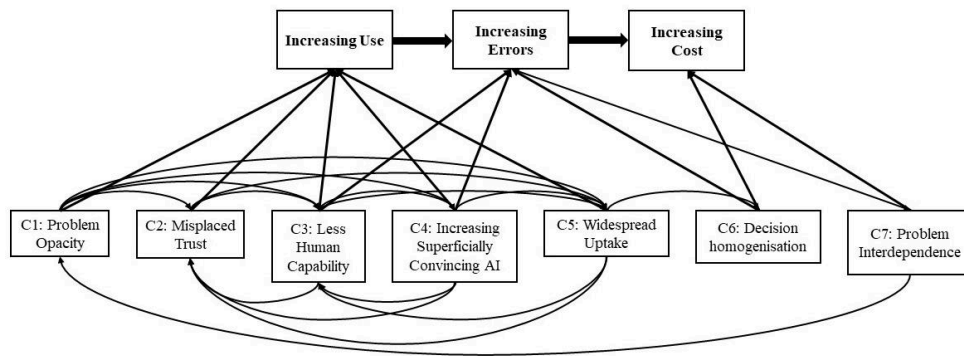 Increasing Use
Increasing
Errors
Increasing
Cost
C1: Problem
Opacity
C2: Misplaced
Trust
C3: Less
Human
Capability
C4: Increasing
Superficially
Convincing AI
C5: Widespread
Uptake
C6: Decision
homogenisation
C7: Problem
Interdependence